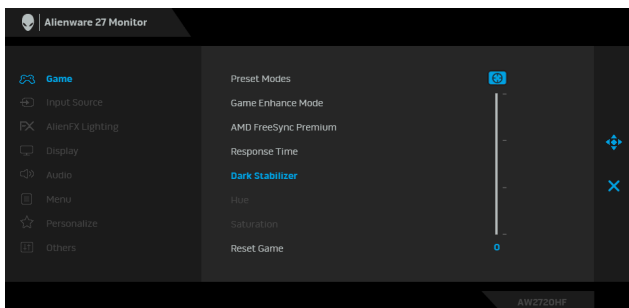 Alienware 27 Monitor
Game
Input Source
FX AlienFX Lighting
Display
Audio
Menu
Personalize
Others
Preset Modes
Game Enhance Mode
AMD FreeSync Premium
Response Time
Dark Stabilizer
Hue
Saturation
Reset Game
0
AW2720HF